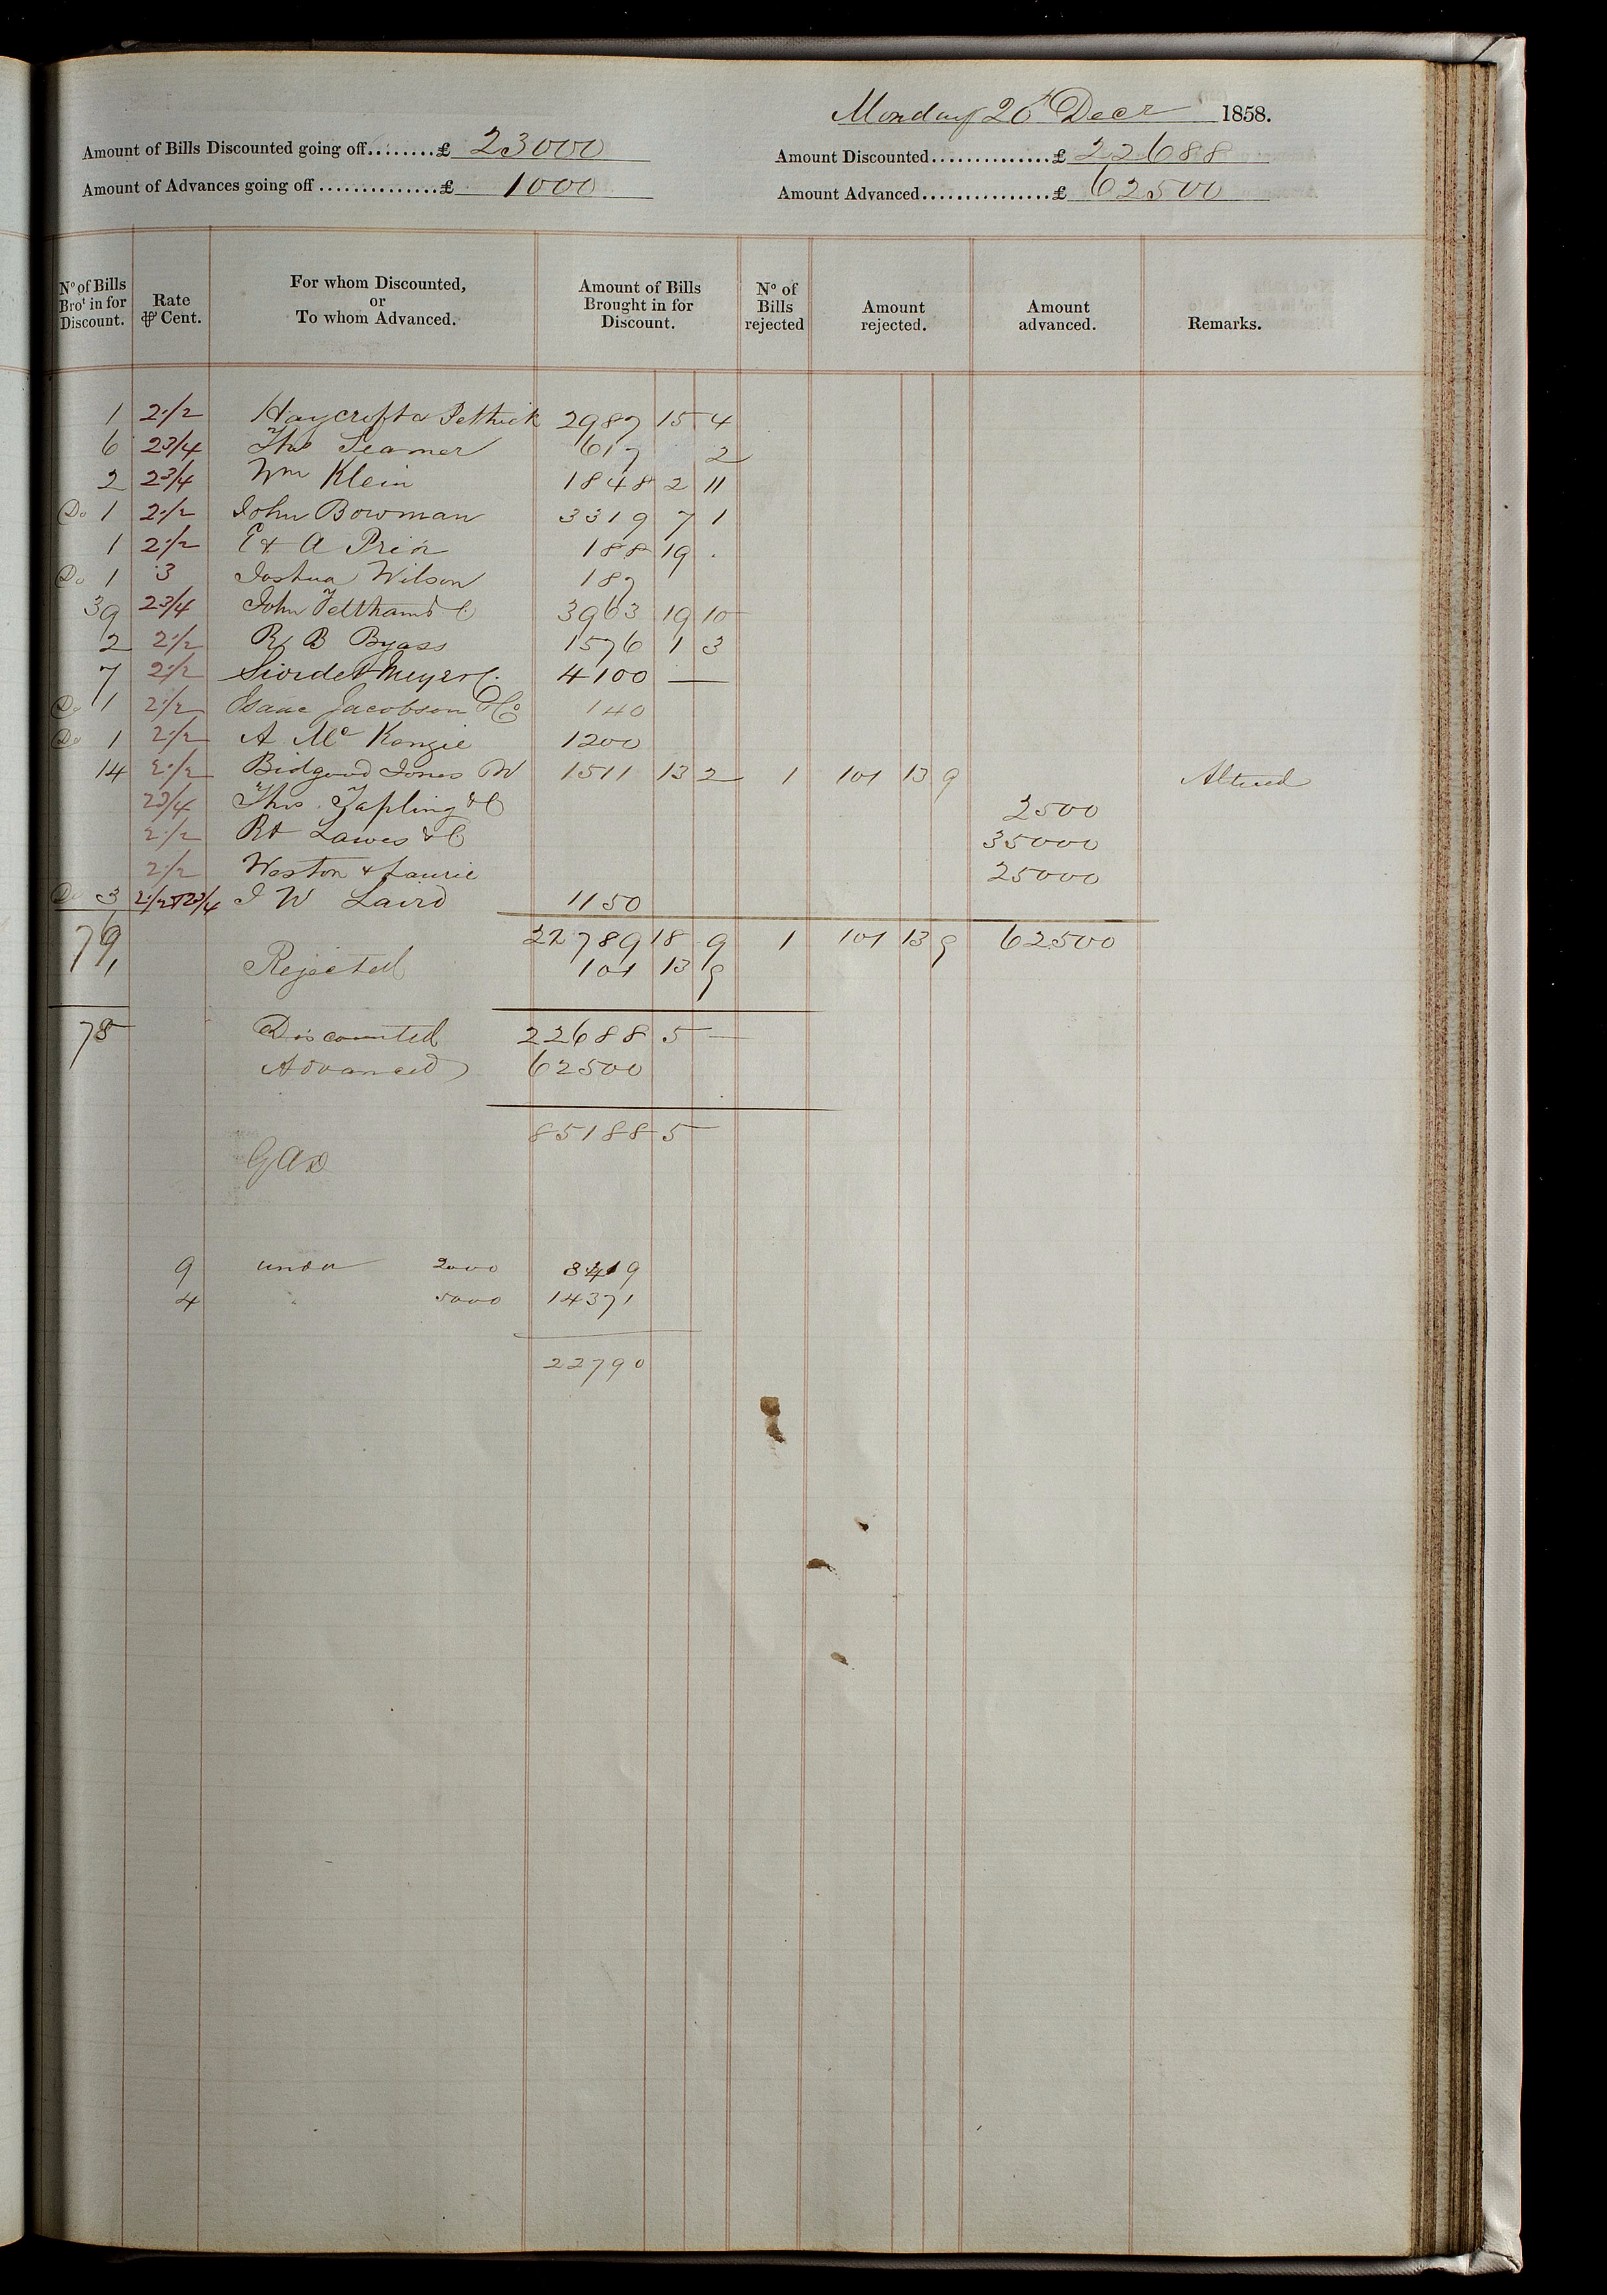 Monday 20th Decr 1858.
Amount of Bills Discounted going off........£ 23000 Amount Discounted...............£ 22688
Amount of Advances going off ..............£ 1000 Amount Advanced................£ 62500
No of Bills Brot in for Discount. Rate ⅌ Cent. For whom Discounted, or To whom Advanced. Amount of Bills Brought in for Discount. No of Bills rejected Amount rejected. Amount advanced. Remarks.
1 2 1/2 Haycroft & Pethick 2987 15 4
6 2 3/4 Thos Seamer 617 2
2 2 3/4 Wm Klein 1848 2 11
Do 1 2 1/2 John Bowman 3319 7 1
1 2 1/2 E & A Prior 188 19 .
Do 1 3 Joshua Wilson 187
39 2 3/4 John Feltham & C 3963 19 10
2 2 1/2 R B Byass 1576 1 3
7 2 1/2 Siordet Meyer & C. 4100 —
Do 1 2 1/2 Isaac Jacobson & Co 140
Do 1 2 1/2 A Mc Kenzie 1200
14 2 1/2 Bidgood Jones W 1511 13 2 1 101 13 9 Altered
2 3/4 Thos Tapling & C 2500
2 1/2 Rt Lawes & C 35000
2 1/2 Weston & Laurie 25000
Do 3 2 1/2 & 2 3/4 J W Laird 1150
79 22789 18 9 1 101 13 9 62500
1 Rejected 101 13 9
78 Discounted 22688 5 —
Advanced 62500
85188 5 —
9 under 2000 8419
4 5000 14371
22790